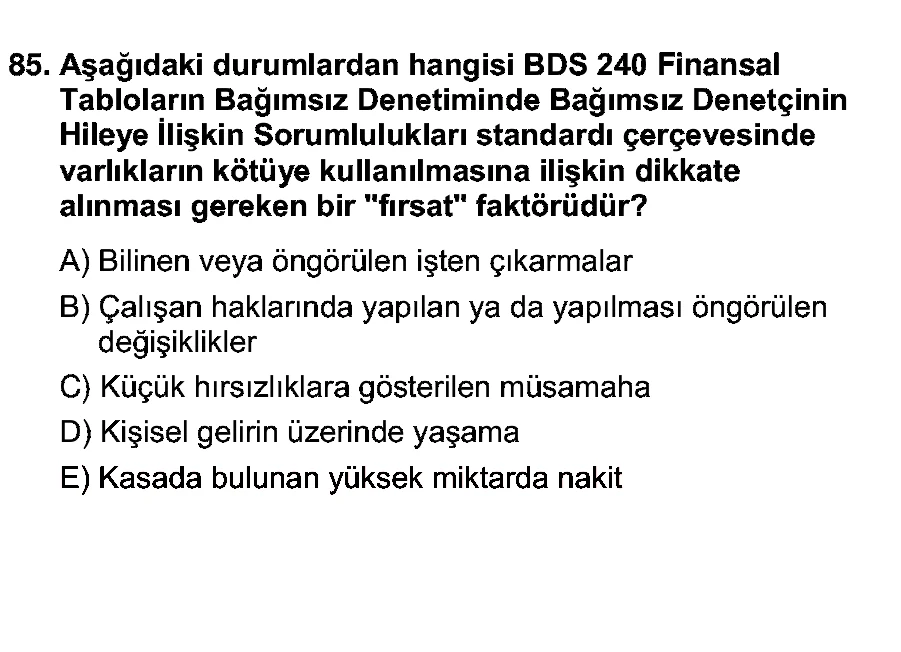 85. Aşağıdaki durumlardan hangisi BDS 240 Finansal
Tabloların Bağımsız Denetiminde Bağımsız Denetçinin
Hileye İlişkin Sorumlulukları standardı çerçevesinde
varlıkların kötüye kullanılmasına ilişkin dikkate
alınması gereken bir "fırsat" faktörüdür?
A) Bilinen veya öngörülen işten çıkarmalar
B) Çalışan haklarında yapılan ya da yapılması öngörülen
değişiklikler
C) Küçük hırsızlıklara gösterilen müsamaha
D) Kişisel gelirin üzerinde yaşama
E) Kasada bulunan yüksek miktarda nakit